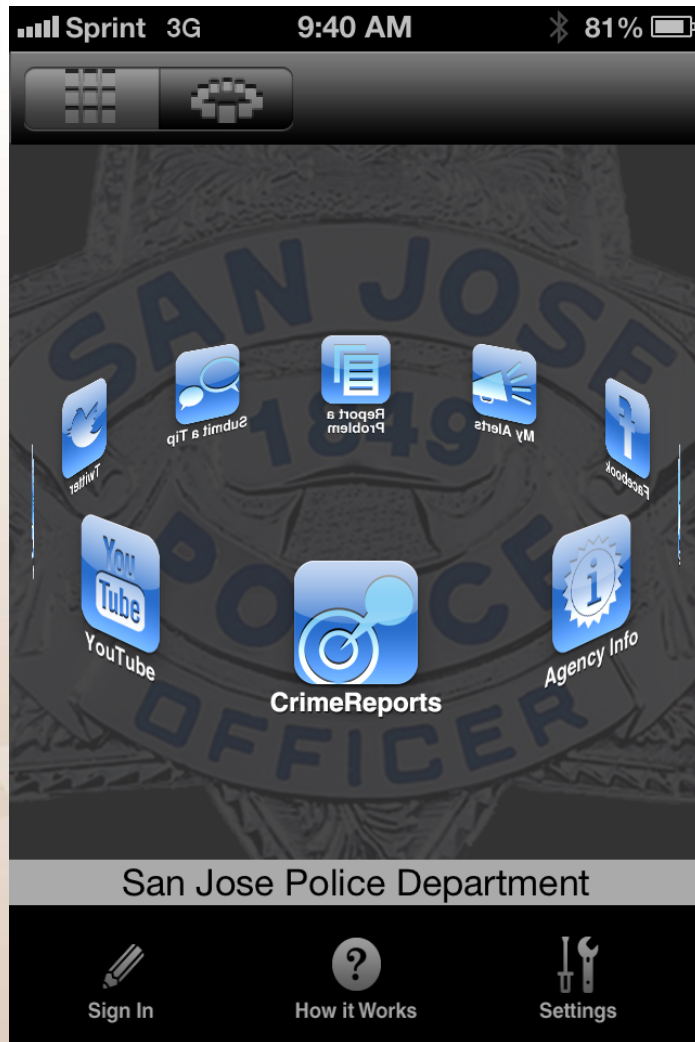 Sprint 3G 9:40 AM 81%
SAN JOSE
1849
POLICE
OFFICER
Report a
Problem
Submit a Tip
My Alerts
Twitter
Facebook
You
Tube
YouTube
CrimeReports
i
Agency Info
San Jose Police Department
?
Sign In
How it Works
Settings